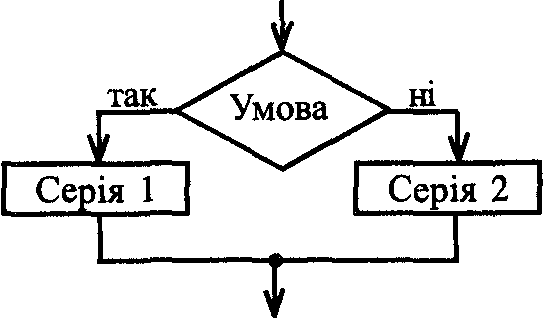 так
Умова
ні
Серія 1
Серія 2